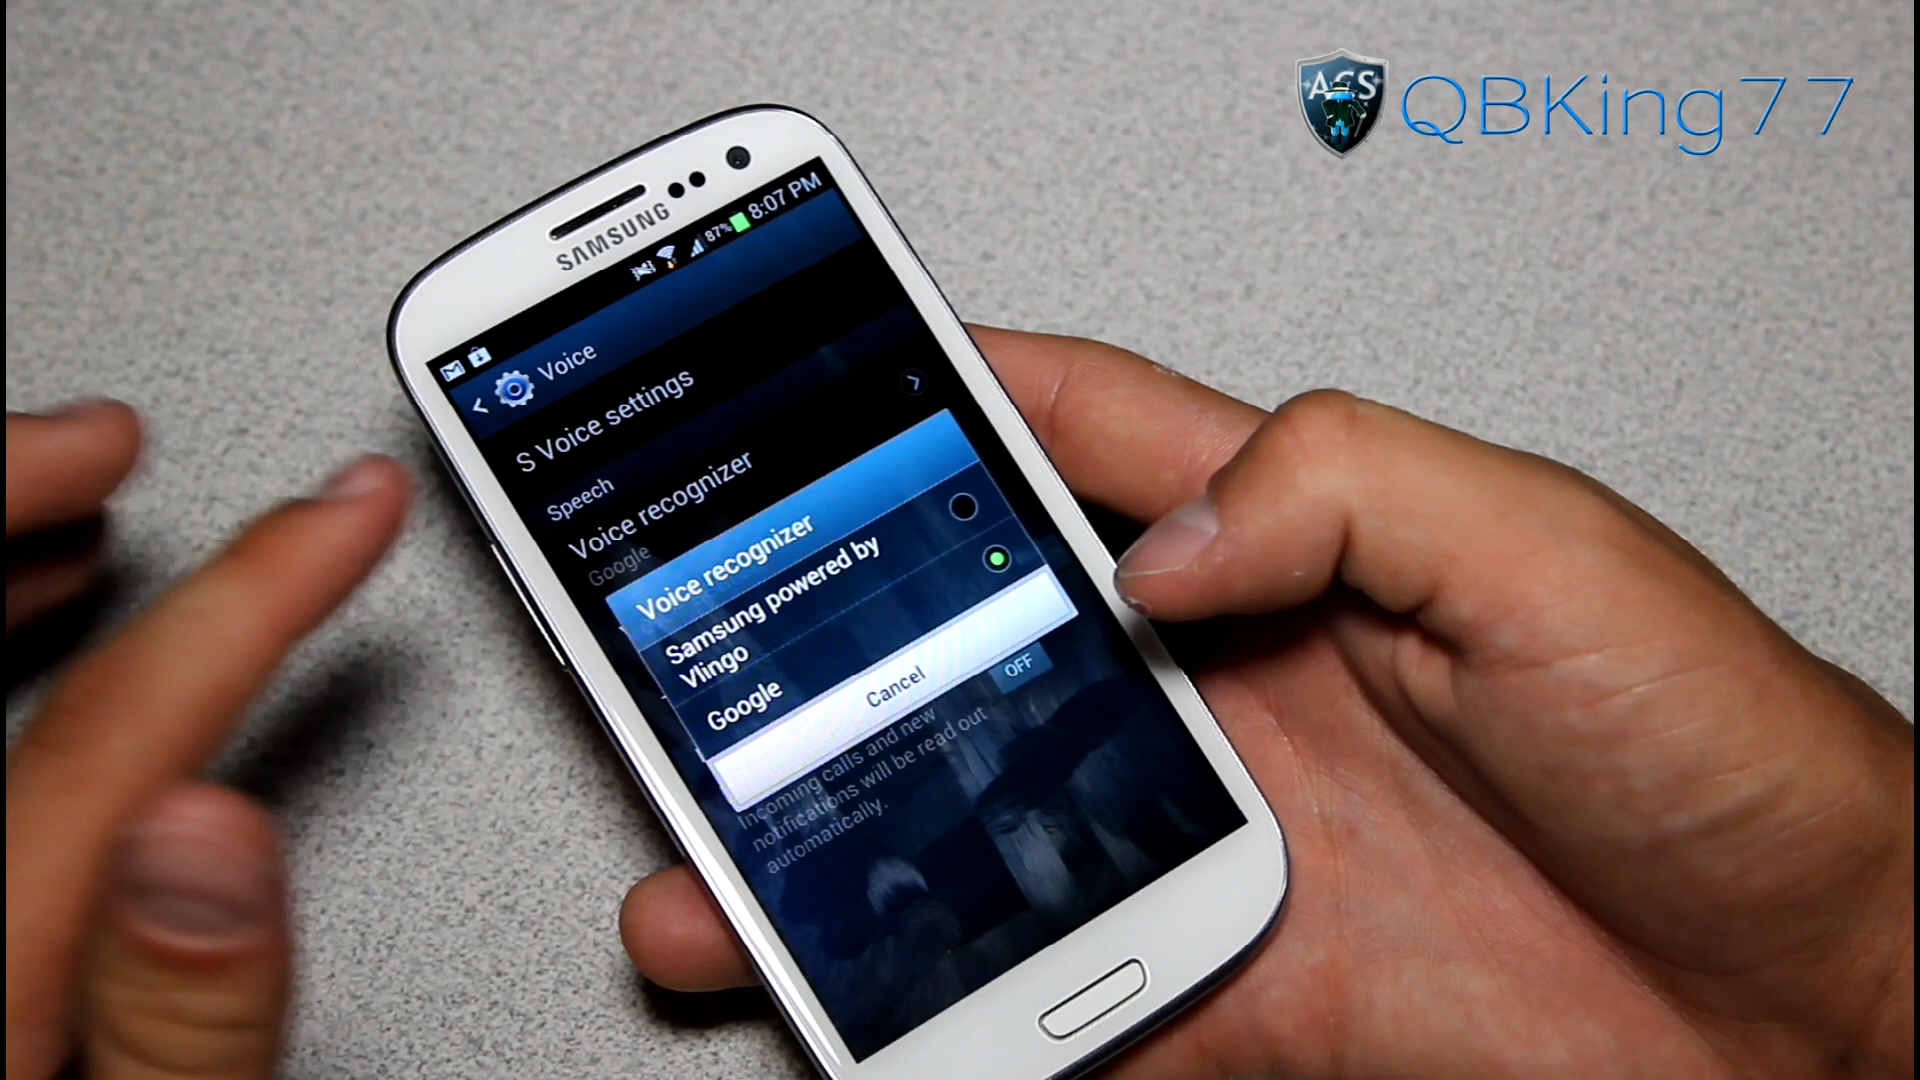 ACS QBKing77
SAMSUNG
87% 8:07 PM
Voice
S Voice settings
Speech
Voice recognizer
Google
Voice recognizer
Samsung powered by
Vlingo
Google
Cancel
OFF
Incoming calls and new
notifications will be read out
automatically.